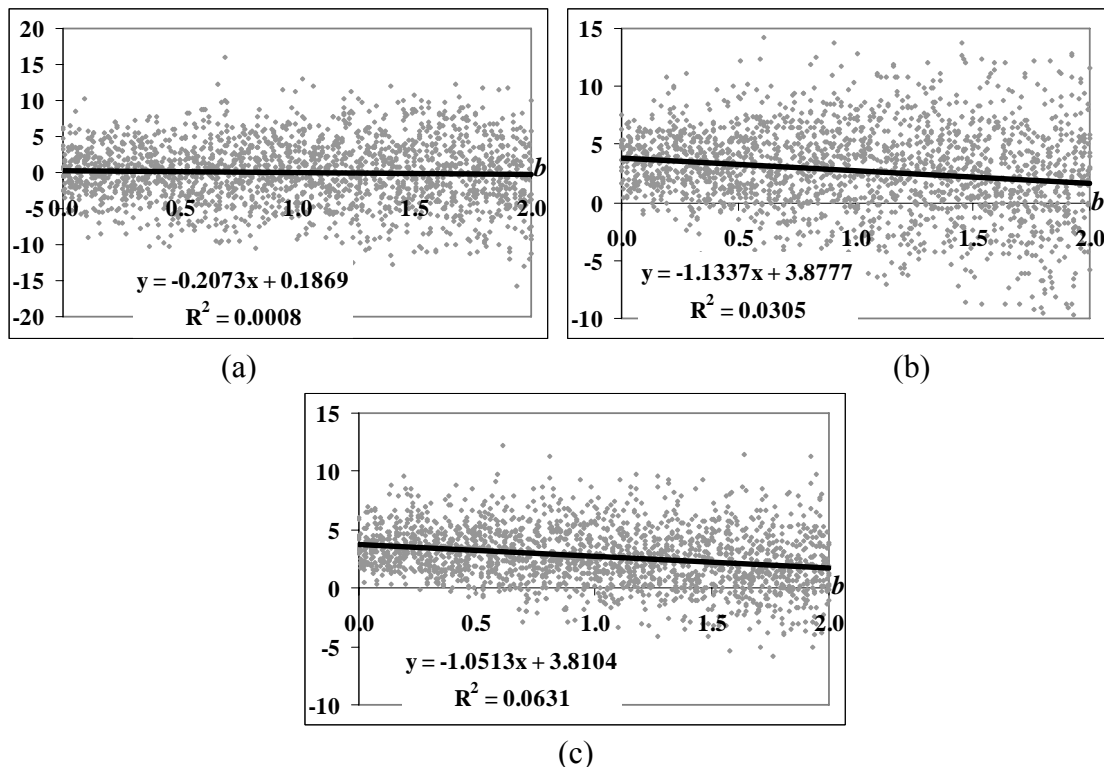 20
15
10
5
0
-5
-10
-15
-20
0.0 0.5 1.0 1.5 2.0
b
y = -0.2073x + 0.1869
R² = 0.0008
(a)
15
10
5
0
-5
-10
0.0 0.5 1.0 1.5 2.0
b
y = -1.1337x + 3.8777
R² = 0.0305
(b)
15
10
5
0
-5
-10
0.0 0.5 1.0 1.5 2.0
b
y = -1.0513x + 3.8104
R² = 0.0631
(c)